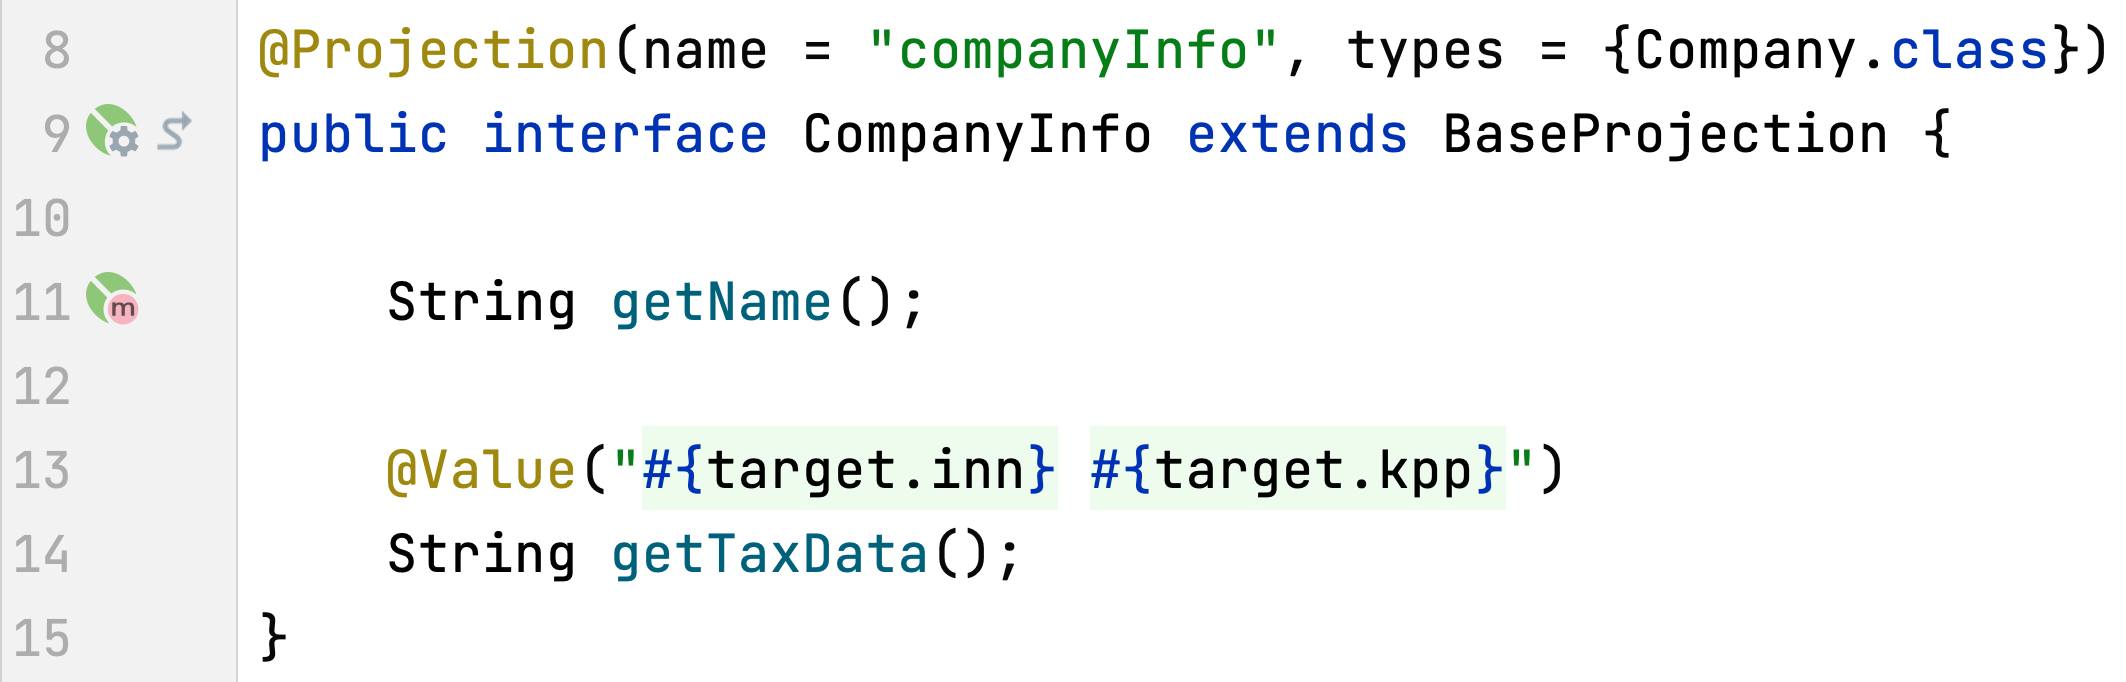 8 @Projection(name = "companyInfo", types = {Company.class})
9 public interface CompanyInfo extends BaseProjection {
10
11 String getName();
12
13 @Value("#{target.inn} #{target.kpp}")
14 String getTaxData();
15 }